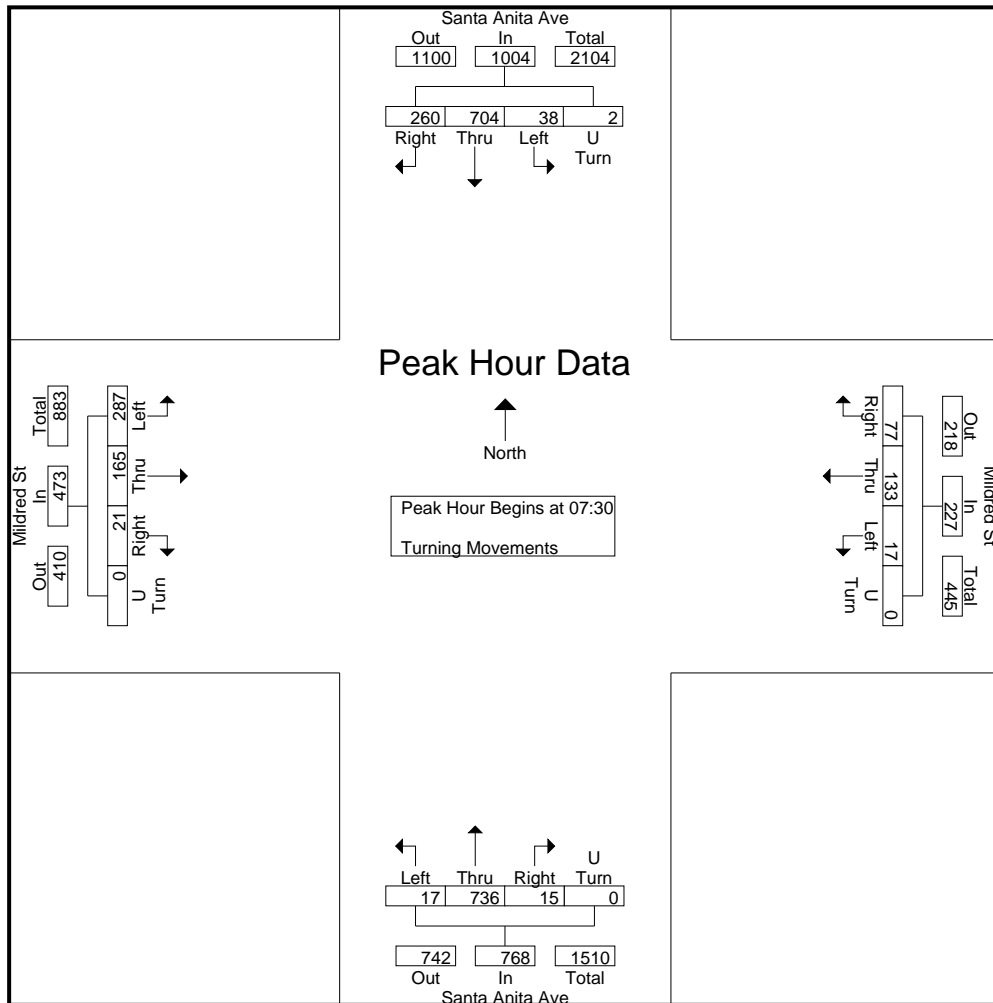 Santa Anita Ave
Out In Total
1100 1004 2104
260 704 38 2
Right Thru Left U
Turn
Peak Hour Data
North
Peak Hour Begins at 07:30
Turning Movements
Mildred St
Out In Total
410 473 883
0 21 165 287
U
Turn Right Thru Left
Mildred St
Out In Total
218 227 445
77 133 17 0
Right Thru Left U
Turn
U
Left Thru Right Turn
17 736 15 0
742 768 1510
Out In Total
Santa Anita Ave